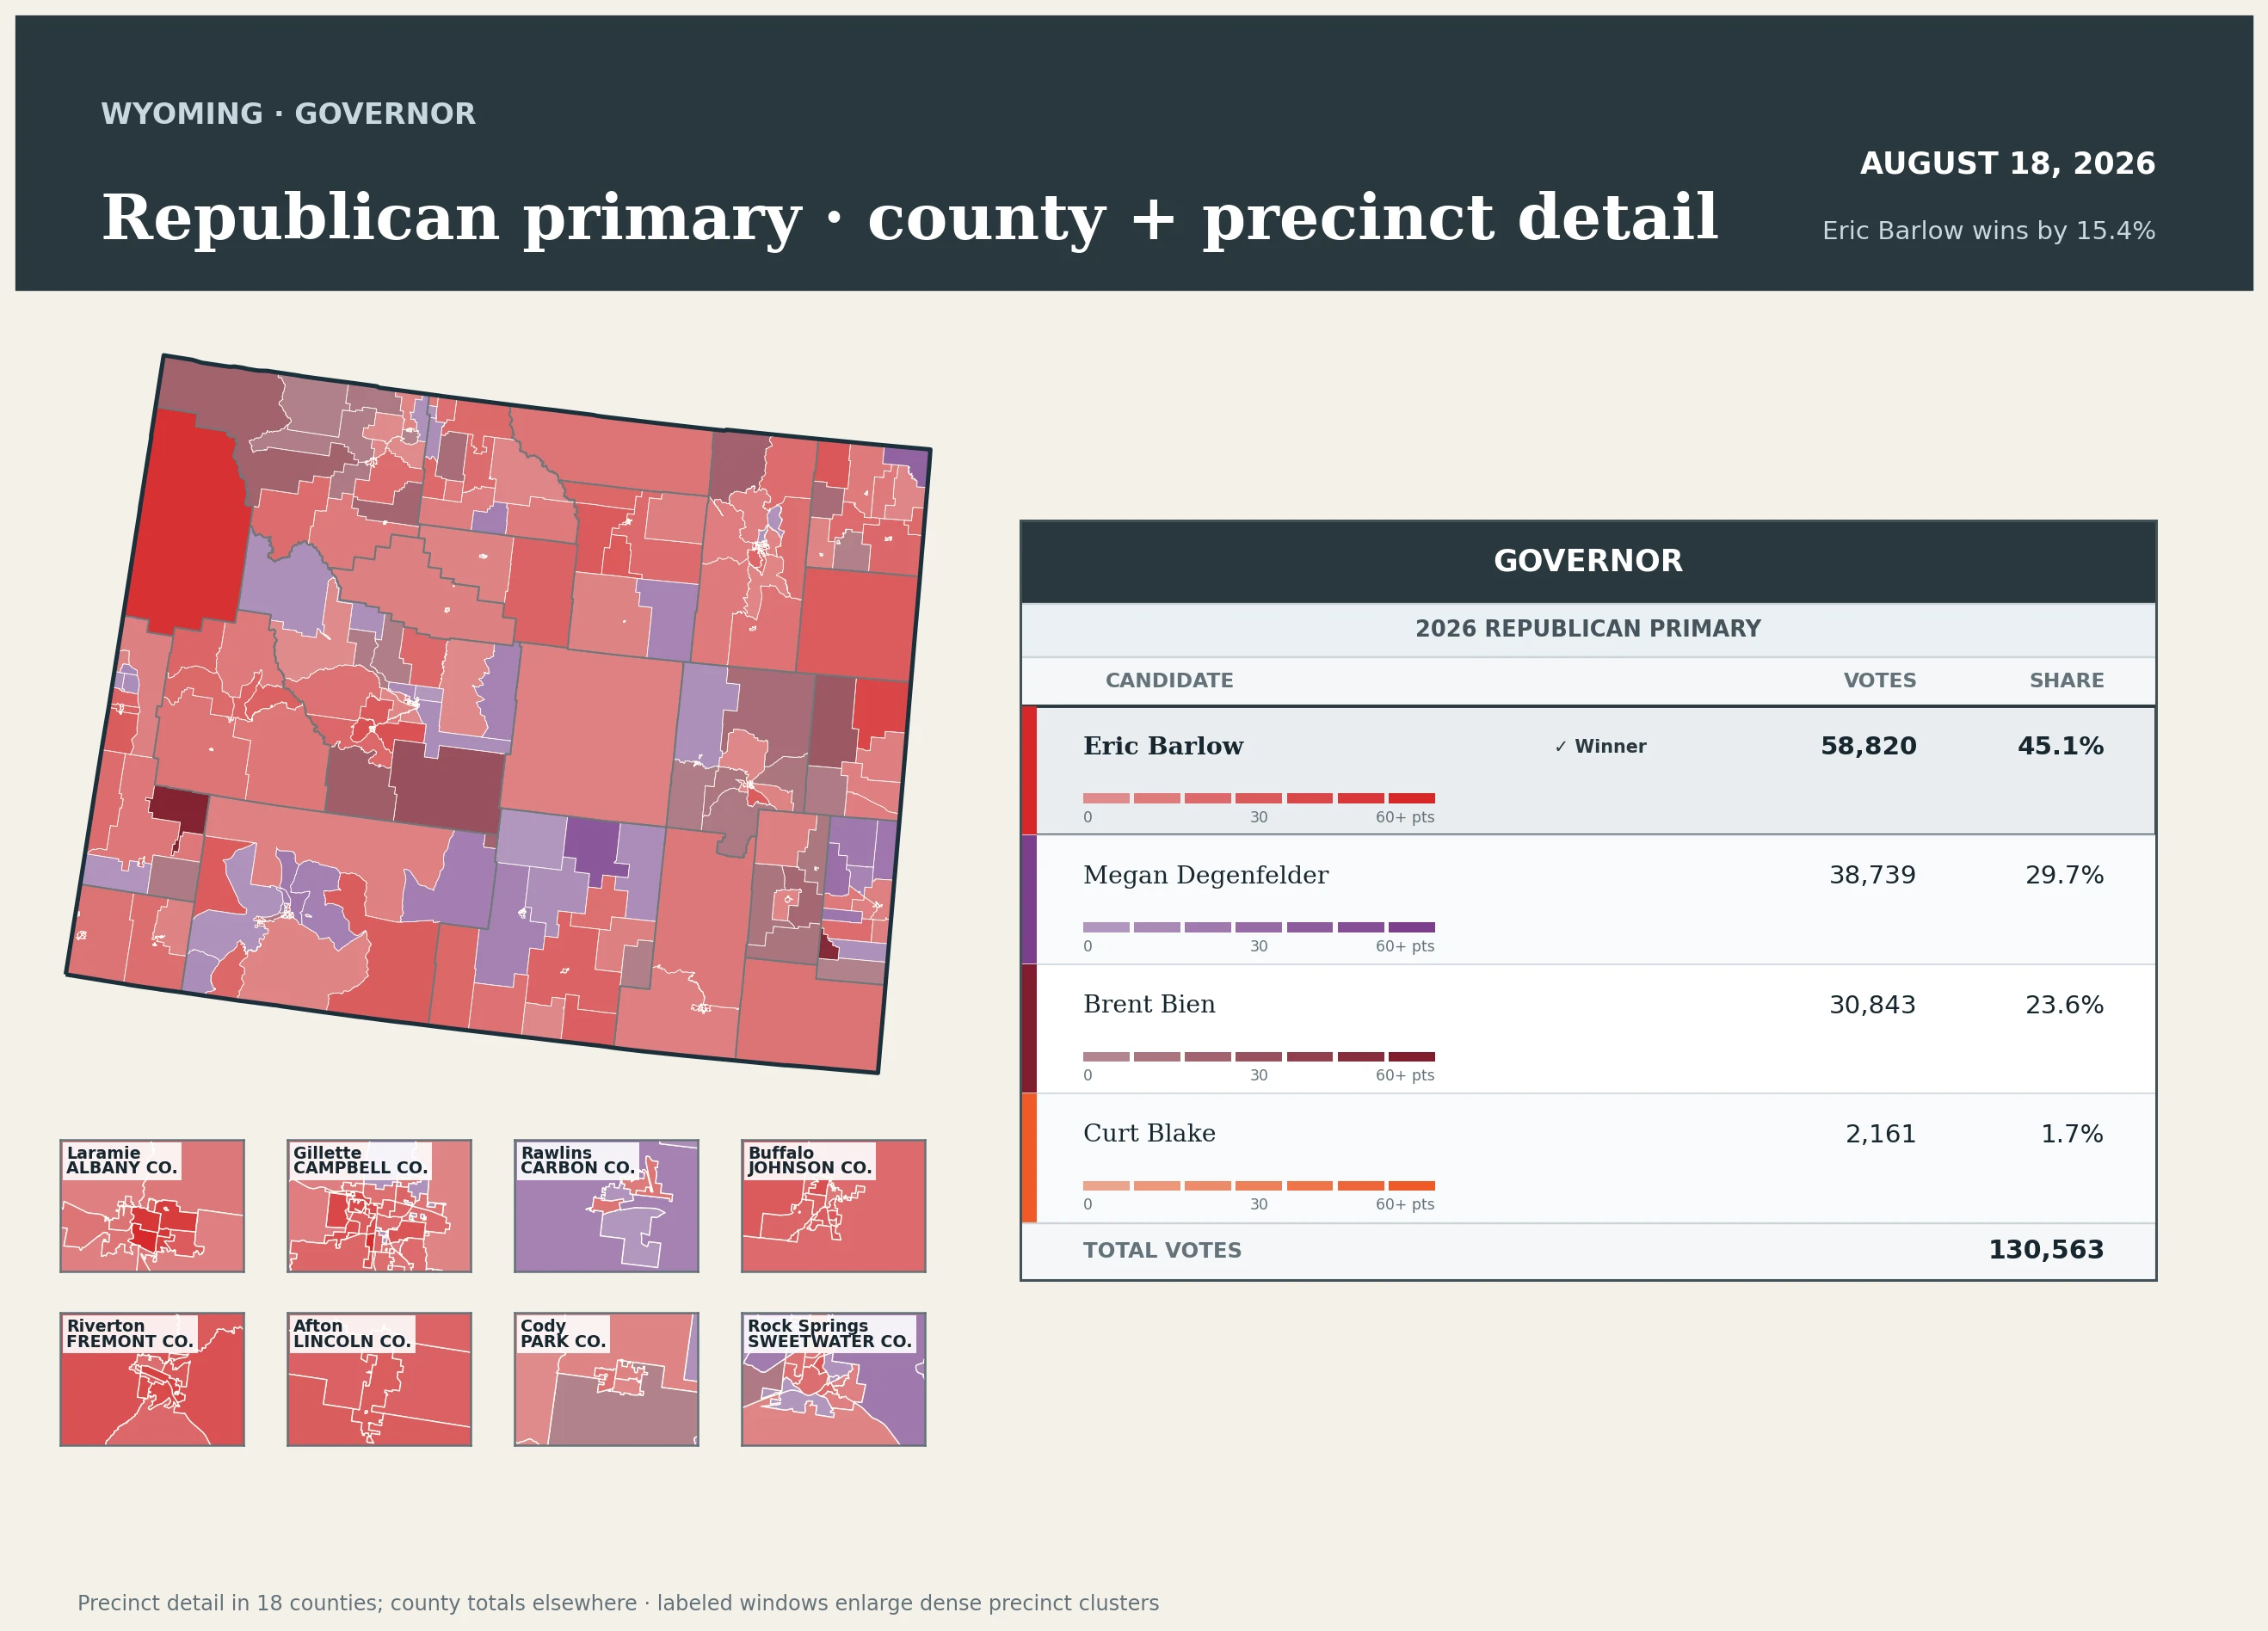 WYOMING · GOVERNOR
Republican primary · county + precinct detail
AUGUST 18, 2026
Eric Barlow wins by 15.4%
GOVERNOR
2026 REPUBLICAN PRIMARY
CANDIDATE VOTES SHARE
Eric Barlow ✓ Winner 58,820 45.1%
0 30 60+ pts
Megan Degenfelder 38,739 29.7%
0 30 60+ pts
Brent Bien 30,843 23.6%
0 30 60+ pts
Curt Blake 2,161 1.7%
0 30 60+ pts
TOTAL VOTES 130,563
Laramie
ALBANY CO.
Gillette
CAMPBELL CO.
Rawlins
CARBON CO.
Buffalo
JOHNSON CO.
Riverton
FREMONT CO.
Afton
LINCOLN CO.
Cody
PARK CO.
Rock Springs
SWEETWATER CO.
Precinct detail in 18 counties; county totals elsewhere · labeled windows enlarge dense precinct clusters